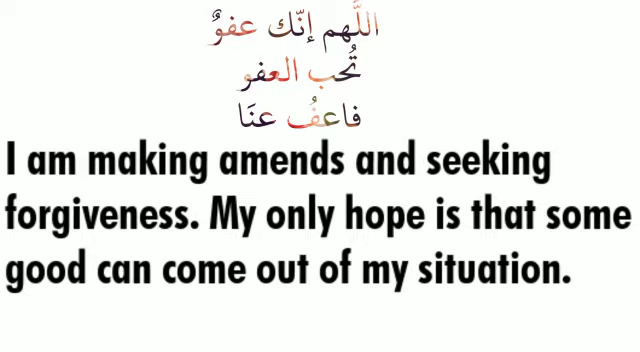 اللَّهم إنّك عفوٌ
تُحب العفو
فاعفُ عنَا
I am making amends and seeking
forgiveness. My only hope is that some
good can come out of my situation.